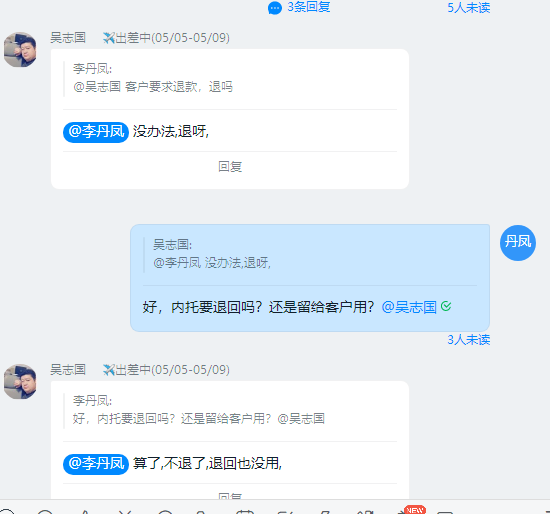 3条回复
5人未读
吴志国 出差中(05/05-05/09)
李丹凤:
@吴志国 客户要求退款，退吗
@李丹凤 没办法,退呀,
回复
丹凤
吴志国:
@李丹凤 没办法,退呀,
好，内托要退回吗？还是留给客户用？@吴志国
3人未读
吴志国 出差中(05/05-05/09)
李丹凤:
好，内托要退回吗？还是留给客户用？@吴志国
@李丹凤 算了,不退了,退回也没用,
回复
NEW